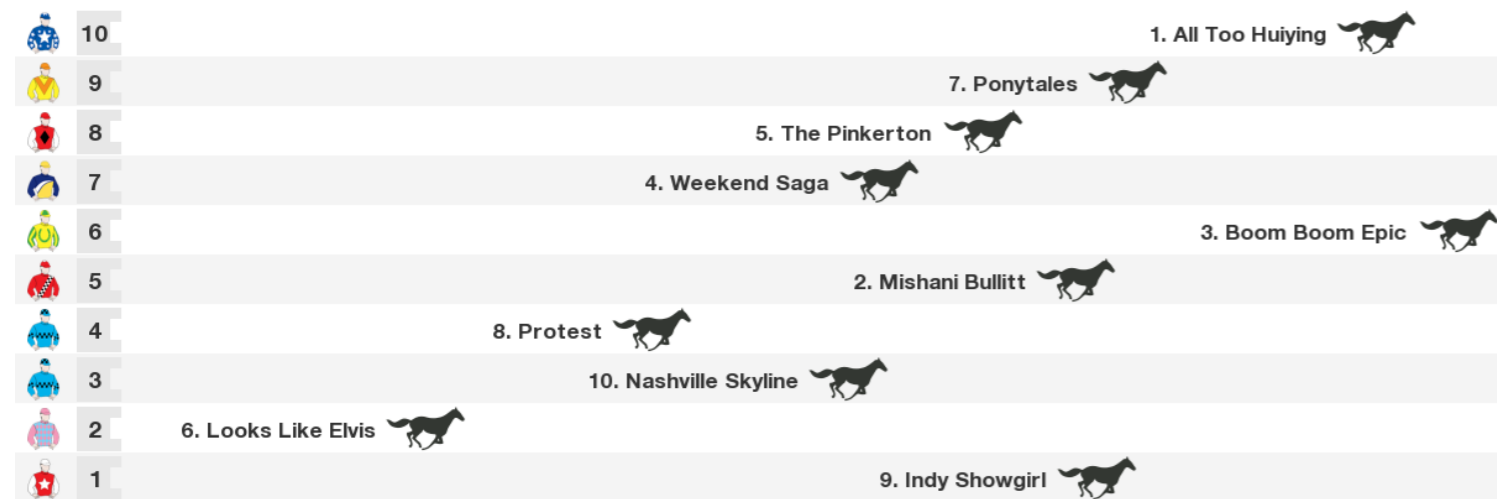 10 1. All Too Huiying
9 7. Ponytales
8 5. The Pinkerton
7 4. Weekend Saga
6 3. Boom Boom Epic
5 2. Mishani Bullitt
4 8. Protest
3 10. Nashville Skyline
2 6. Looks Like Elvis
1 9. Indy Showgirl